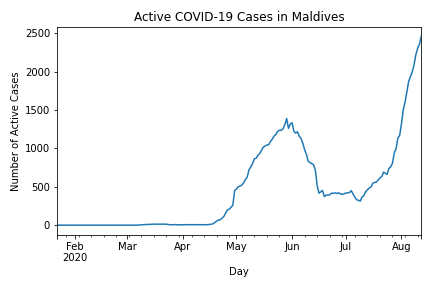 Active COVID-19 Cases in Maldives
Number of Active Cases
2500
2000
1500
1000
500
0
Feb Mar Apr May Jun Jul Aug
2020
Day